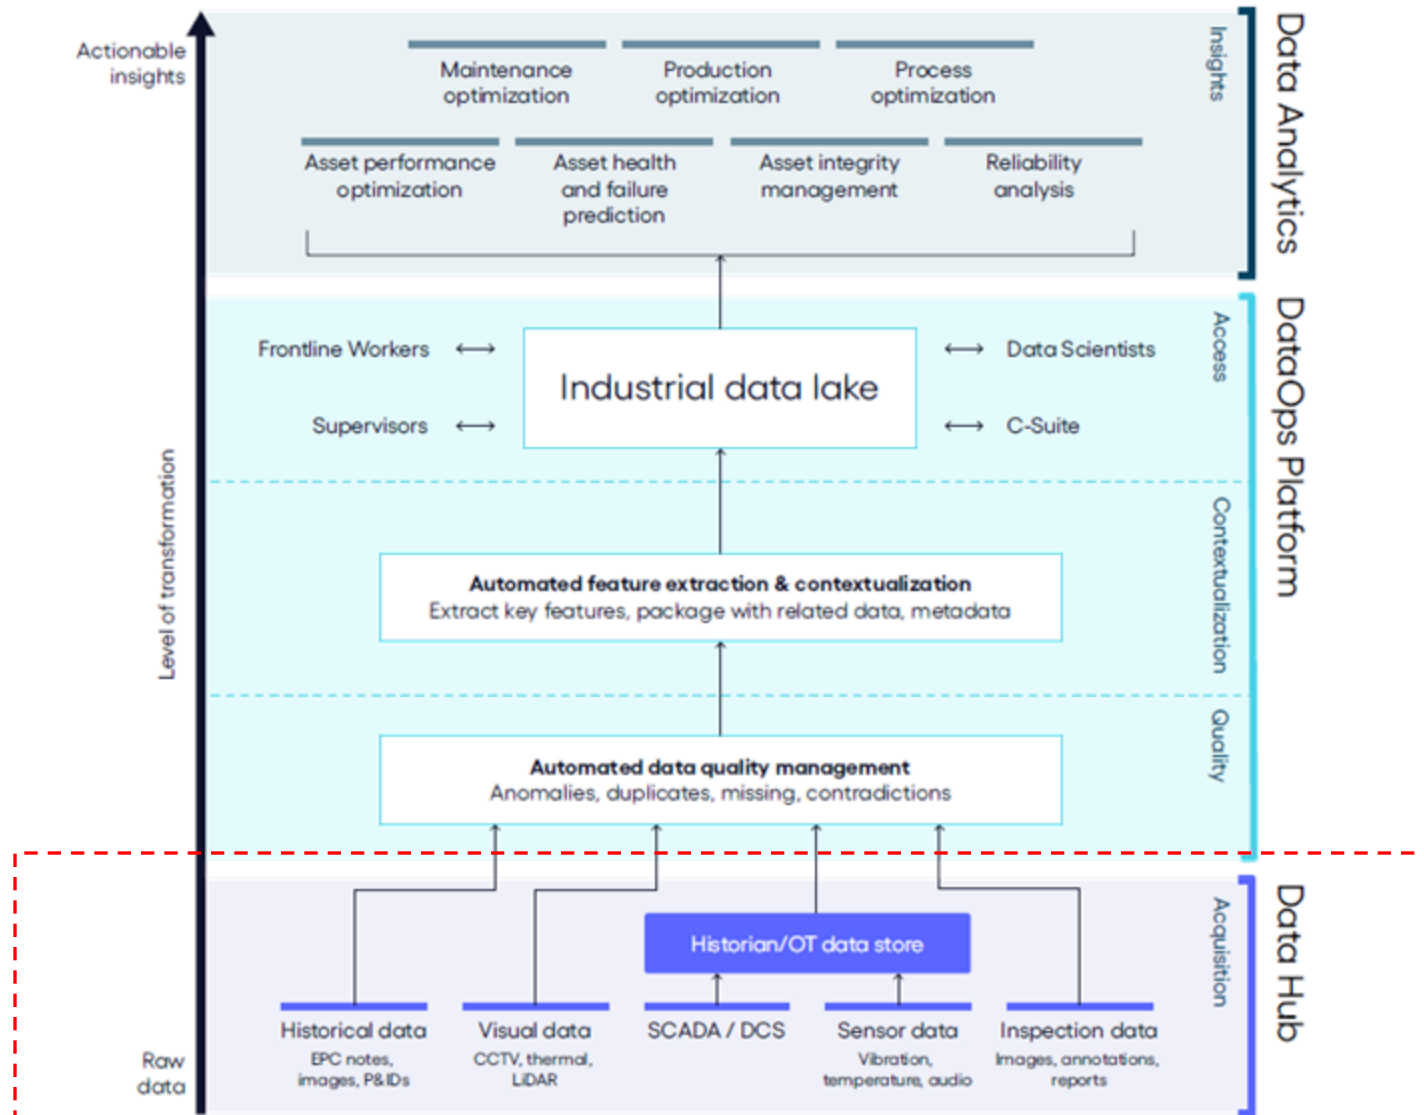 Actionable
insights
Maintenance
optimization
Production
optimization
Process
optimization
Asset performance
optimization
Asset health
and failure
prediction
Asset integrity
management
Reliability
analysis
Insights
Data Analytics
Frontline Workers
Supervisors
Industrial data lake
Data Scientists
C-Suite
Access
DataOps Platform
Level of transformation
Automated feature extraction & contextualization
Extract key features, package with related data, metadata
Contextualization
Automated data quality management
Anomalies, duplicates, missing, contradictions
Quality
Historian/OT data store
Acquisition
Data Hub
Historical data
EPC notes,
images, P&IDs
Visual data
CCTV, thermal,
LiDAR
SCADA / DCS
Sensor data
Vibration,
temperature, audio
Inspection data
Images, annotations,
reports
Raw
data